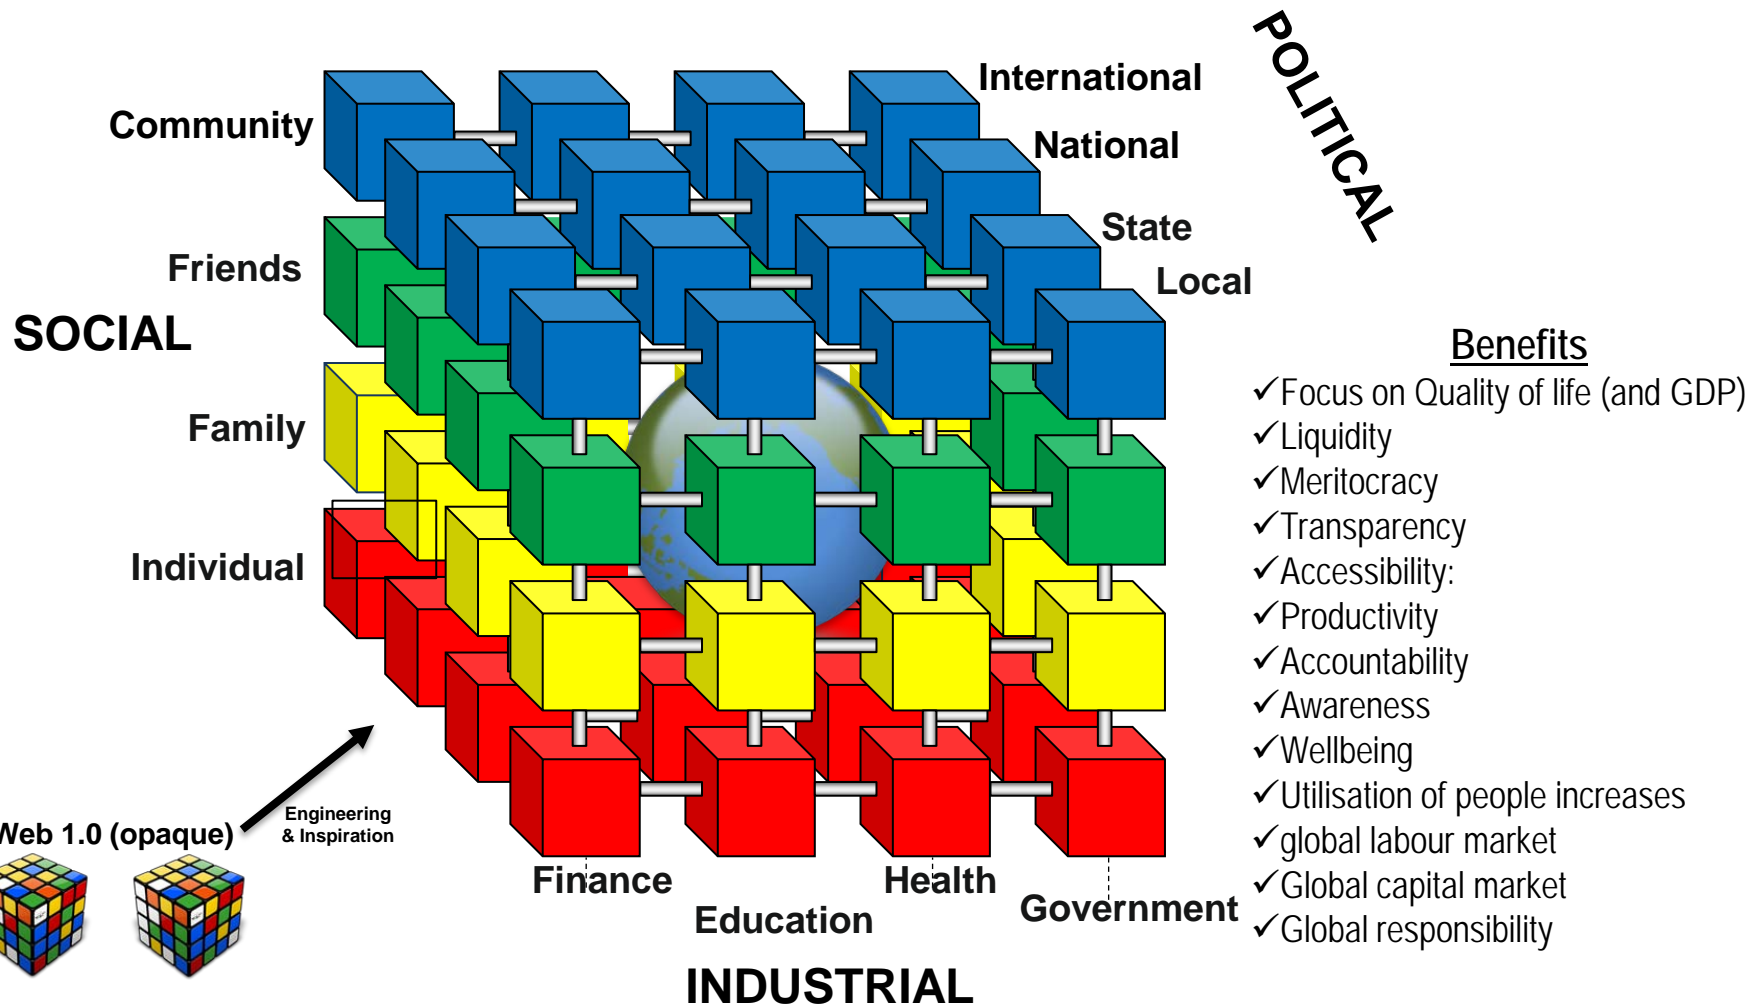 POLITICAL
International
Community
National
State
Friends
Local
SOCIAL
Benefits
✓Focus on Quality of life (and GDP)
Family
✓Liquidity
✓Meritocracy
✓Transparency
Individual
✓Accessibility:
✓Productivity
✓Accountability
✓Awareness
✓Wellbeing
✓Utilisation of people increases
✓global labour market
✓Global capital market
✓Global responsibility
Engineering
& Inspiration
Web 1.0 (opaque)
Finance
Health
Education
Government
INDUSTRIAL